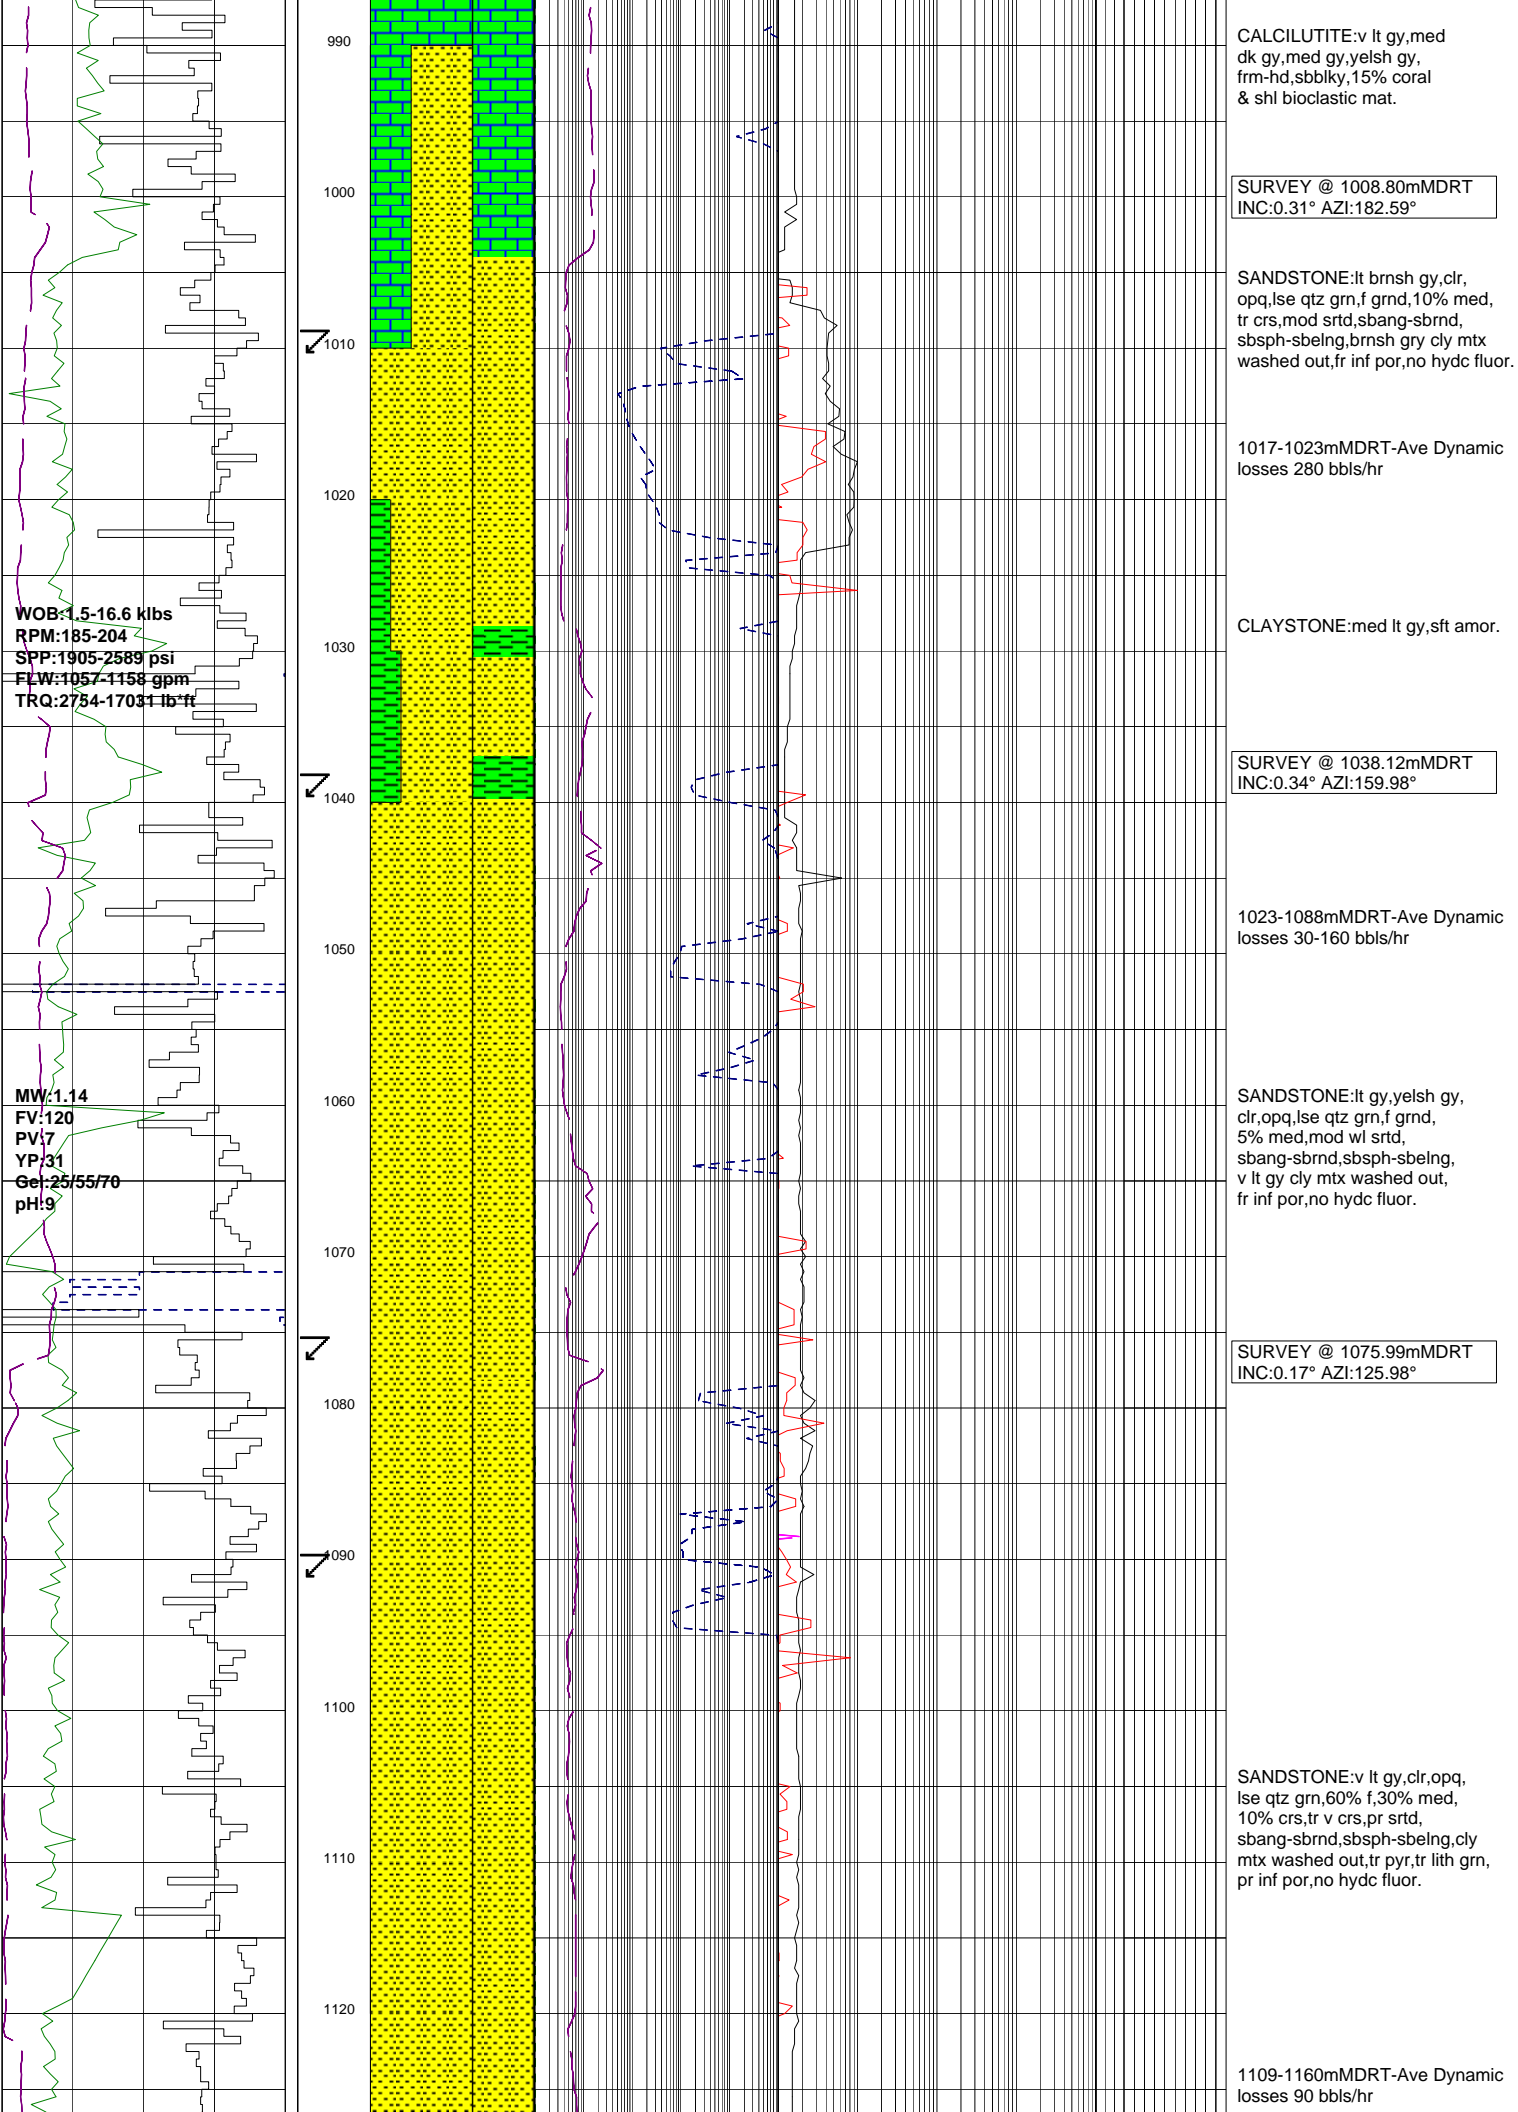 990
CALCILUTITE:v lt gy,med
dk gy,med gy,yelsh gy,
frm-hd,sbblky,15% coral
& shl bioclastic mat.
1000
SURVEY @ 1008.80mMDRT
INC:0.31° AZI:182.59°
SANDSTONE:lt brnsh gy,clr,
opq,lse qtz grn,f grnd,10% med,
tr crs,mod srtd,sbang-sbrnd,
sbsph-sbelng,brnsh gry cly mtx
washed out,fr inf por,no hydc fluor.
1010
1017-1023mMDRT-Ave Dynamic
losses 280 bbls/hr
1020
WOB:1.5-16.6 klbs
RPM:185-204
SPP:1905-2589 psi
FLW:1057-1158 gpm
TRQ:2754-17031 lb*ft
CLAYSTONE:med lt gy,sft amor.
1030
SURVEY @ 1038.12mMDRT
INC:0.34° AZI:159.98°
1040
1023-1088mMDRT-Ave Dynamic
losses 30-160 bbls/hr
1050
MW:1.14
FV:120
PV:7
YP:31
Gel:25/55/70
pH:9
1060
SANDSTONE:lt gy,yelsh gy,
clr,opq,lse qtz grn,f grnd,
5% med,mod wl srtd,
sbang-sbrnd,sbsph-sbelng,
v lt gy cly mtx washed out,
fr inf por,no hydc fluor.
1070
SURVEY @ 1075.99mMDRT
INC:0.17° AZI:125.98°
1080
1090
1100
SANDSTONE:v lt gy,clr,opq,
lse qtz grn,60% f,30% med,
10% crs,tr v crs,pr srtd,
sbang-sbrnd,sbsph-sbelng,cly
mtx washed out,tr pyr,tr lith grn,
pr inf por,no hydc fluor.
1110
1120
1109-1160mMDRT-Ave Dynamic
losses 90 bbls/hr